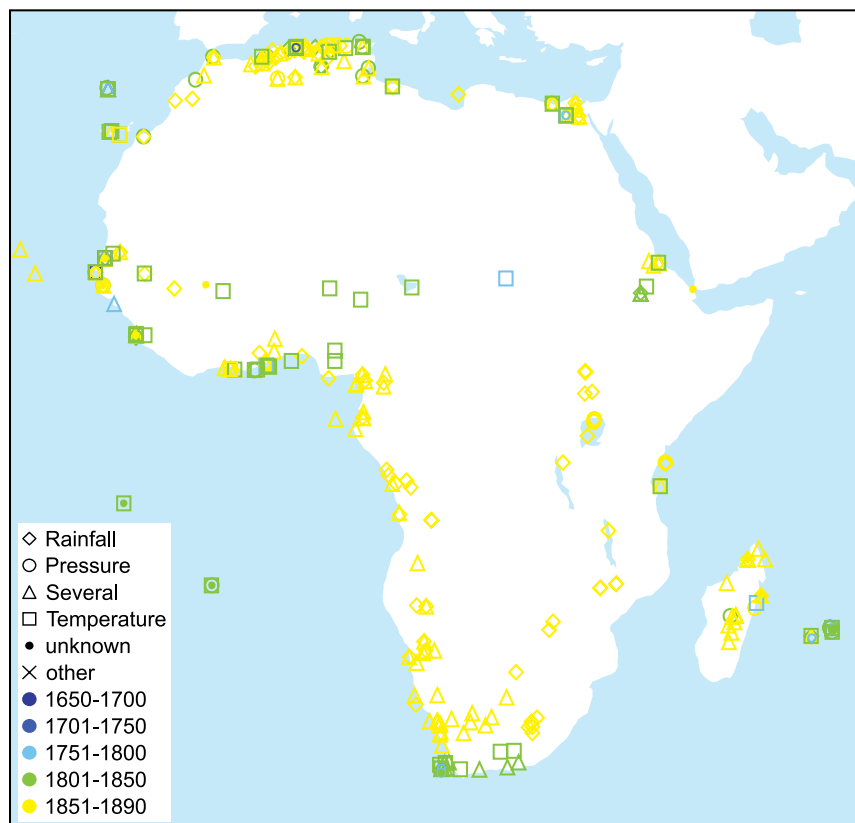 Rainfall
Pressure
Several
Temperature
unknown
other
1650-1700
1701-1750
1751-1800
1801-1850
1851-1890